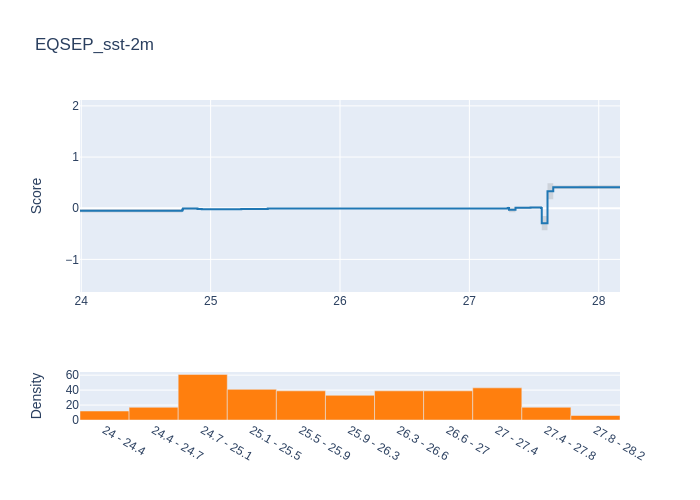 EQSEP_sst-2m
Score
2
1
0
−1
24 25 26 27 28
Density
60
40
20
0
24 - 24.4
24.4 - 24.7
24.7 - 25.1
25.1 - 25.5
25.5 - 25.9
25.9 - 26.3
26.3 - 26.6
26.6 - 27
27 - 27.4
27.4 - 27.8
27.8 - 28.2